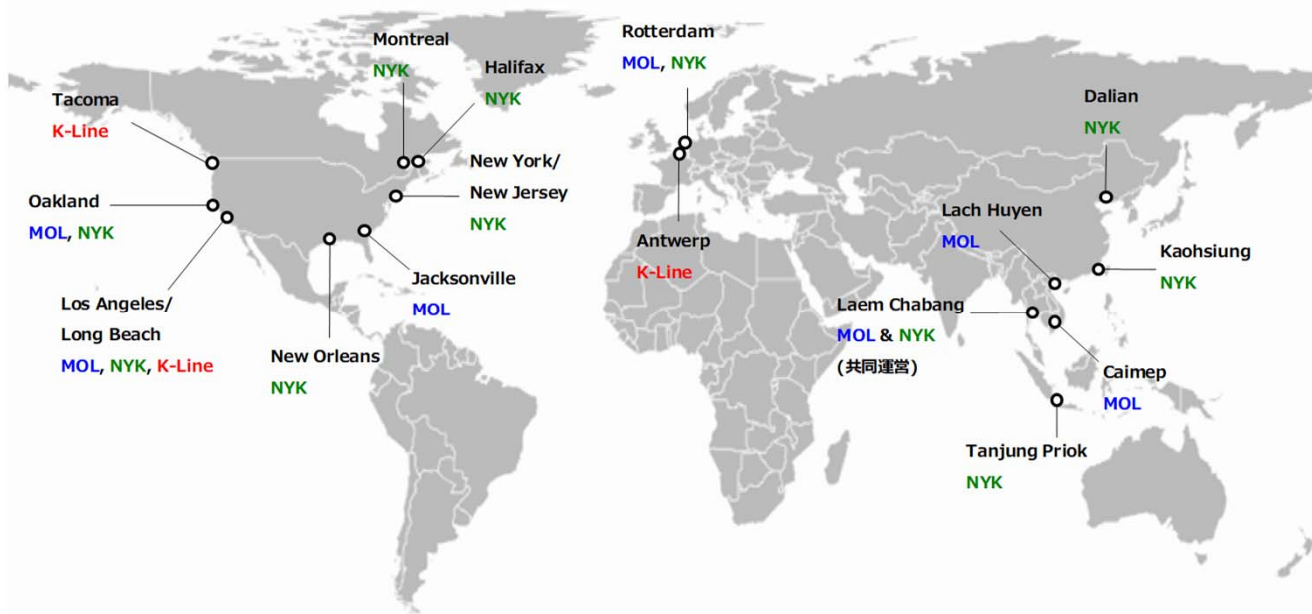 Montreal
NYK
Halifax
NYK
Rotterdam
MOL, NYK
Dalian
NYK
Tacoma
K-Line
New York/
New Jersey
NYK
Oakland
MOL, NYK
Lach Huyen
MOL
Antwerp
K-Line
Kaohsiung
NYK
Jacksonville
MOL
Los Angeles/
Long Beach
MOL, NYK, K-Line
Laem Chabang
MOL & NYK
(共同運営)
New Orleans
NYK
Caimep
MOL
Tanjung Priok
NYK